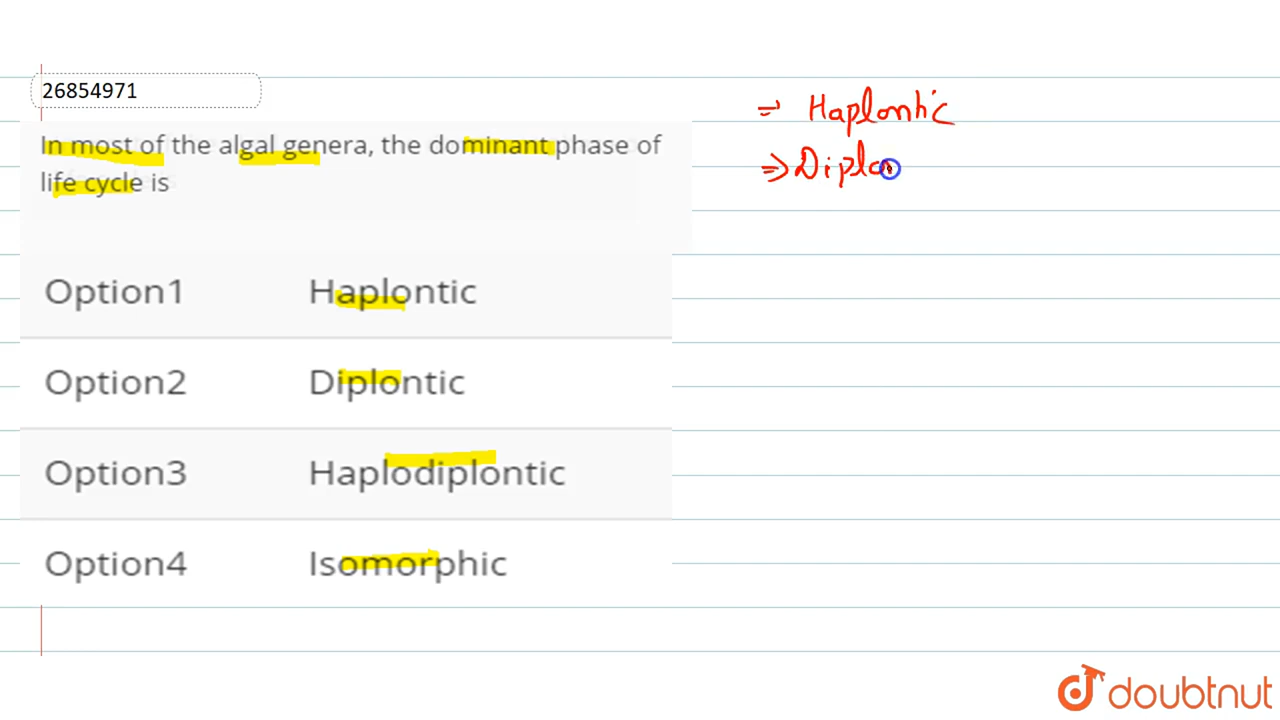 26854971
In most of the algal genera, the dominant phase of
life cycle is
Option1 Haplontic
Option2 Diplontic
Option3 Haplodiplontic
Option4 Isomorphic
⇒ Haplontic
⇒ Diplo
doubtnut